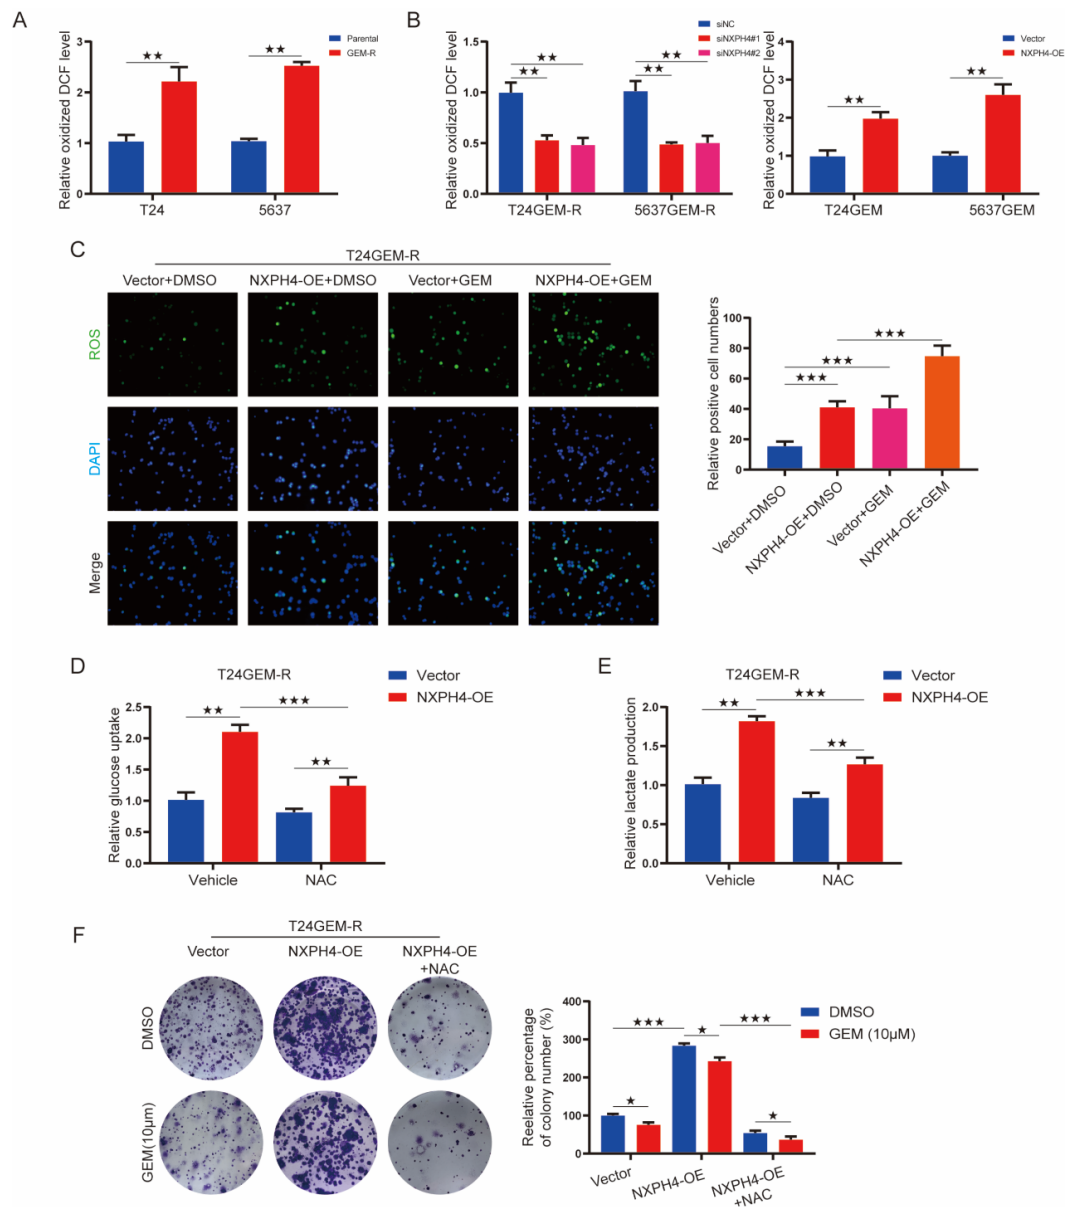 A
Relative oxidized DCF level
3
2
1
0
★★
★★
Parental
GEM-R
T24
5637
B
Relative oxidized DCF level
1.5
1.0
0.5
0.0
★★
★★
★★
★★
siNC
siNXPH4#1
siNXPH4#2
T24GEM-R
5637GEM-R
Relative oxidized DCF level
4
3
2
1
0
★★
★★
Vector
NXPH4-OE
T24GEM
5637GEM
C
T24GEM-R
Vector+DMSO
NXPH4-OE+DMSO
Vector+GEM
NXPH4-OE+GEM
ROS
DAPI
Merge
Relative positive cell numbers
100
80
60
40
20
0
★★★
★★★
★★★
Vector+DMSO
NXPH4-OE+DMSO
Vector+GEM
NXPH4-OE+GEM
D
T24GEM-R
Vector
NXPH4-OE
Relative glucose uptake
2.5
2.0
1.5
1.0
0.5
0.0
★★
★★★
★★
Vehicle
NAC
E
T24GEM-R
Vector
NXPH4-OE
Relative lactate production
2.0
1.5
1.0
0.5
0.0
★★
★★★
★★
Vehicle
NAC
F
T24GEM-R
Vector
NXPH4-OE
NXPH4-OE
+NAC
DMSO
GEM(10μm)
Reelative percentage
of colony number (%)
400
300
200
100
0
★★★
★
★★★
★
★
DMSO
GEM (10μM)
Vector
NXPH4-OE
NXPH4-OE
+NAC